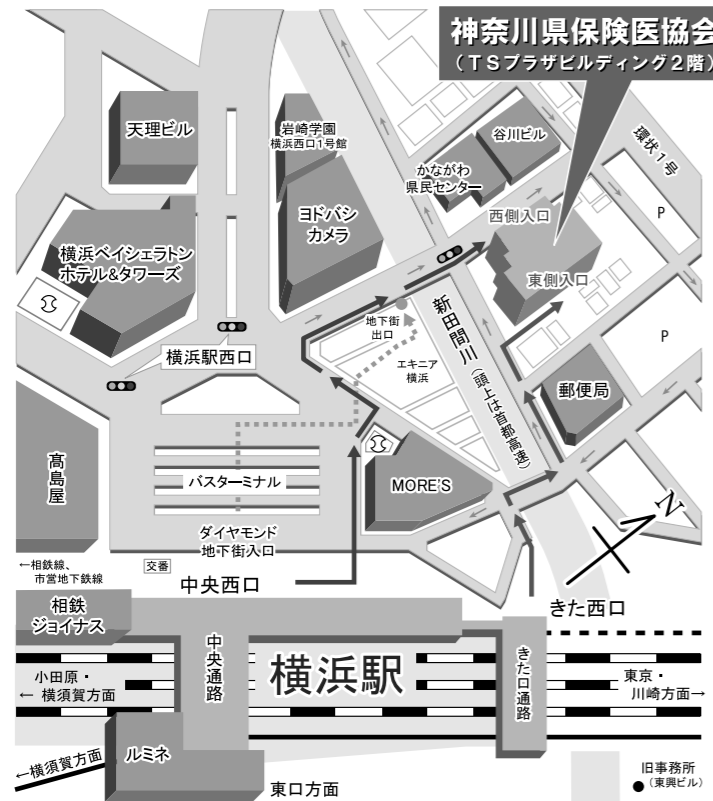 神奈川県保険医協会
(TSプラザビルディング2階)
天理ビル
岩崎学園
横浜西口1号館
谷川ビル
かながわ
県民センター
環状1号
ヨドバシ
カメラ
西側入口
P
横浜ベイシェラトン
ホテル&タワーズ
東側入口
地下街
出口
新田間川
(頭上は首都高速)
横浜駅西口
エキニア
横浜
P
郵便局
髙島屋
バスターミナル
MORE'S
ダイヤモンド
地下街入口
N
←相鉄線、
市営地下鉄線
交番
中央西口
きた西口
相鉄
ジョイナス
中央通路
横浜駅
きた口通路
小田原・
← 横須賀方面
東京・
川崎方面→
ルミネ
←横須賀方面
東口方面
旧事務所
●(東興ビル)